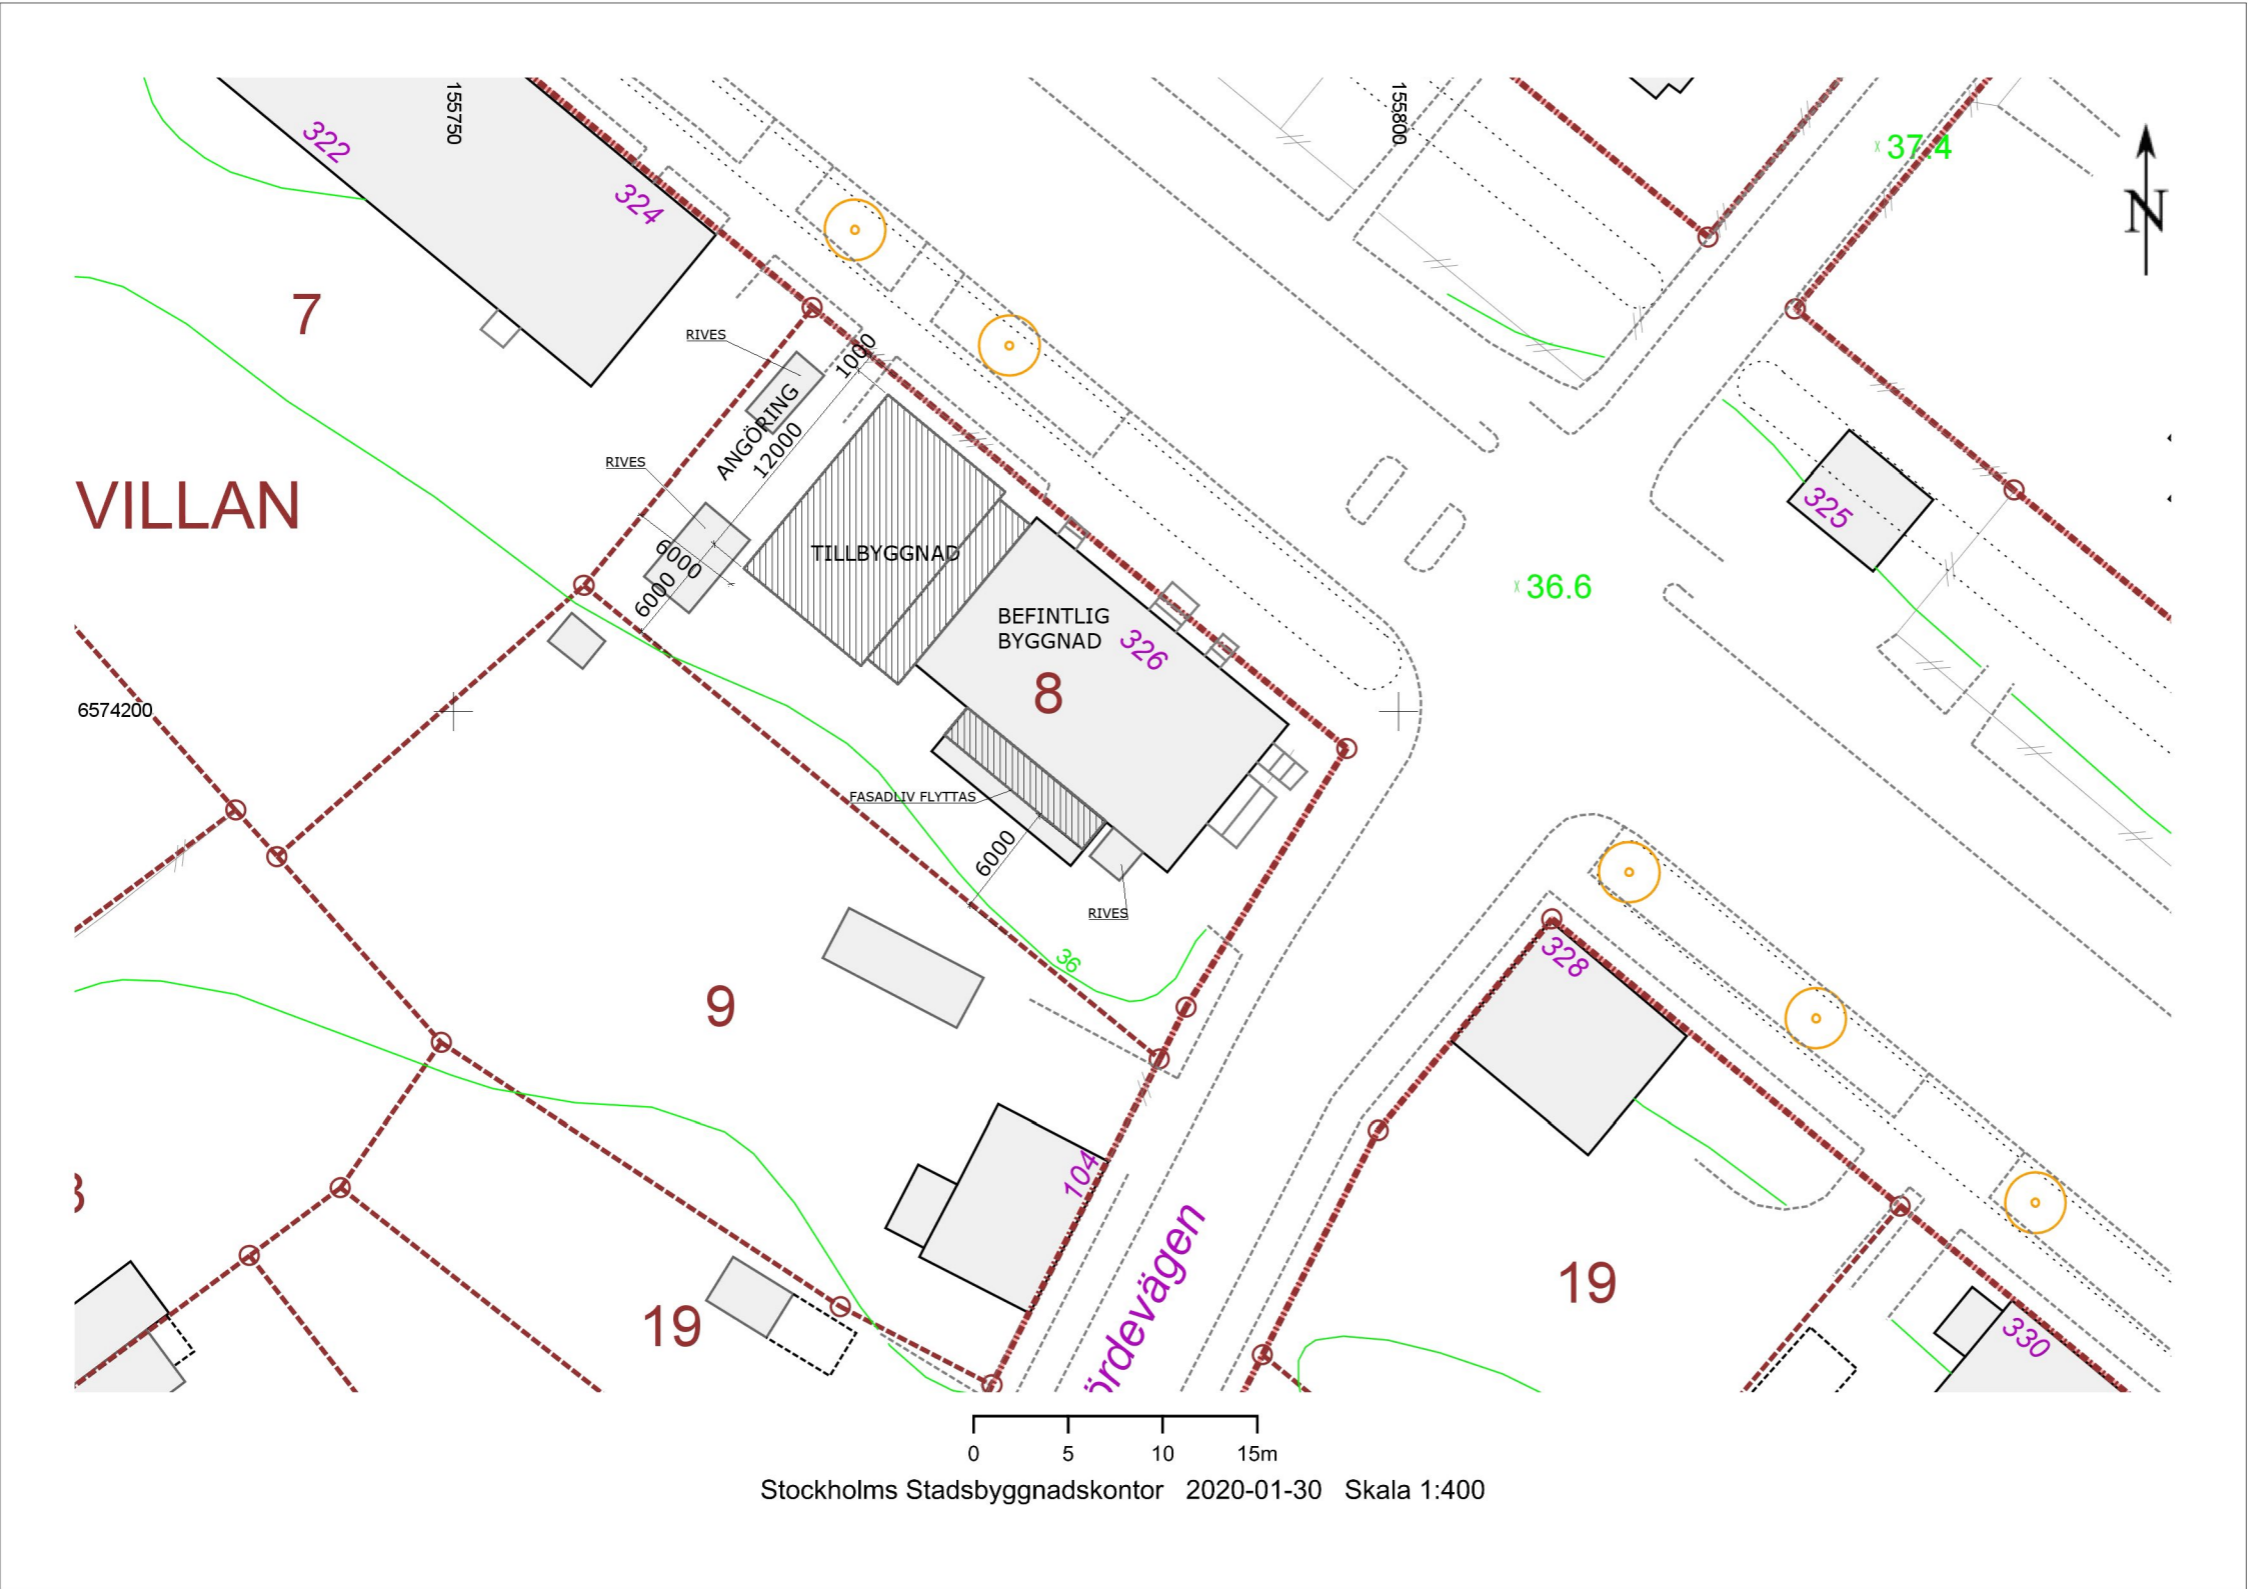 155750
155800
322
324
37.4
N
7
RIVES
1000
ANGÖRING
12000
RIVES
VILLAN
325
6000
6000
TILLBYGGNAD
36.6
BEFINTLIG
BYGGNAD
326
8
6574200
FASADLIV FLYTTAS
6000
RIVES
36
328
9
104
ördevägen
19
19
330
0 5 10 15m
Stockholms Stadsbyggnadskontor 2020-01-30 Skala 1:400